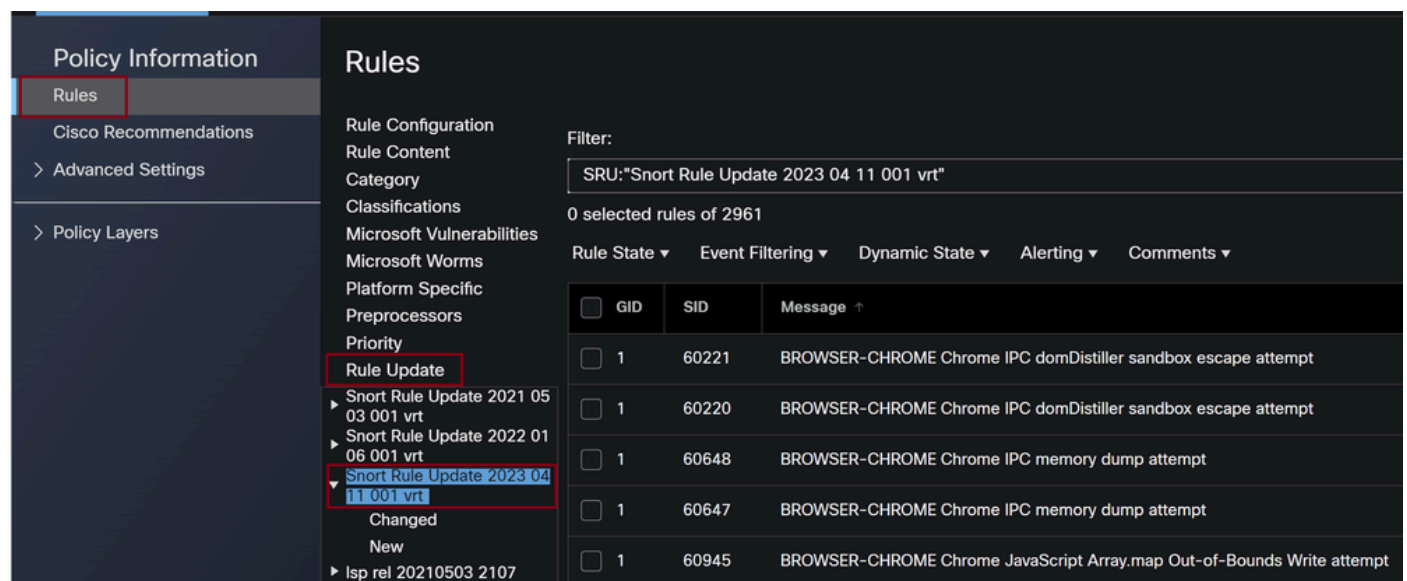 Policy Information
Rules
Cisco Recommendations
Advanced Settings
Policy Layers
Rules
Rule Configuration
Rule Content
Category
Classifications
Microsoft Vulnerabilities
Microsoft Worms
Platform Specific
Preprocessors
Priority
Rule Update
Snort Rule Update 2021 05
03 001 vrt
Snort Rule Update 2022 01
06 001 vrt
Snort Rule Update 2023 04
11 001 vrt
Changed
New
lsp rel 20210503 2107
Filter:
SRU:"Snort Rule Update 2023 04 11 001 vrt"
0 selected rules of 2961
Rule State Event Filtering Dynamic State Alerting Comments
GID SID Message
1 60221 BROWSER-CHROME Chrome IPC domDistiller sandbox escape attempt
1 60220 BROWSER-CHROME Chrome IPC domDistiller sandbox escape attempt
1 60648 BROWSER-CHROME Chrome IPC memory dump attempt
1 60647 BROWSER-CHROME Chrome IPC memory dump attempt
1 60945 BROWSER-CHROME Chrome JavaScript Array.map Out-of-Bounds Write attempt